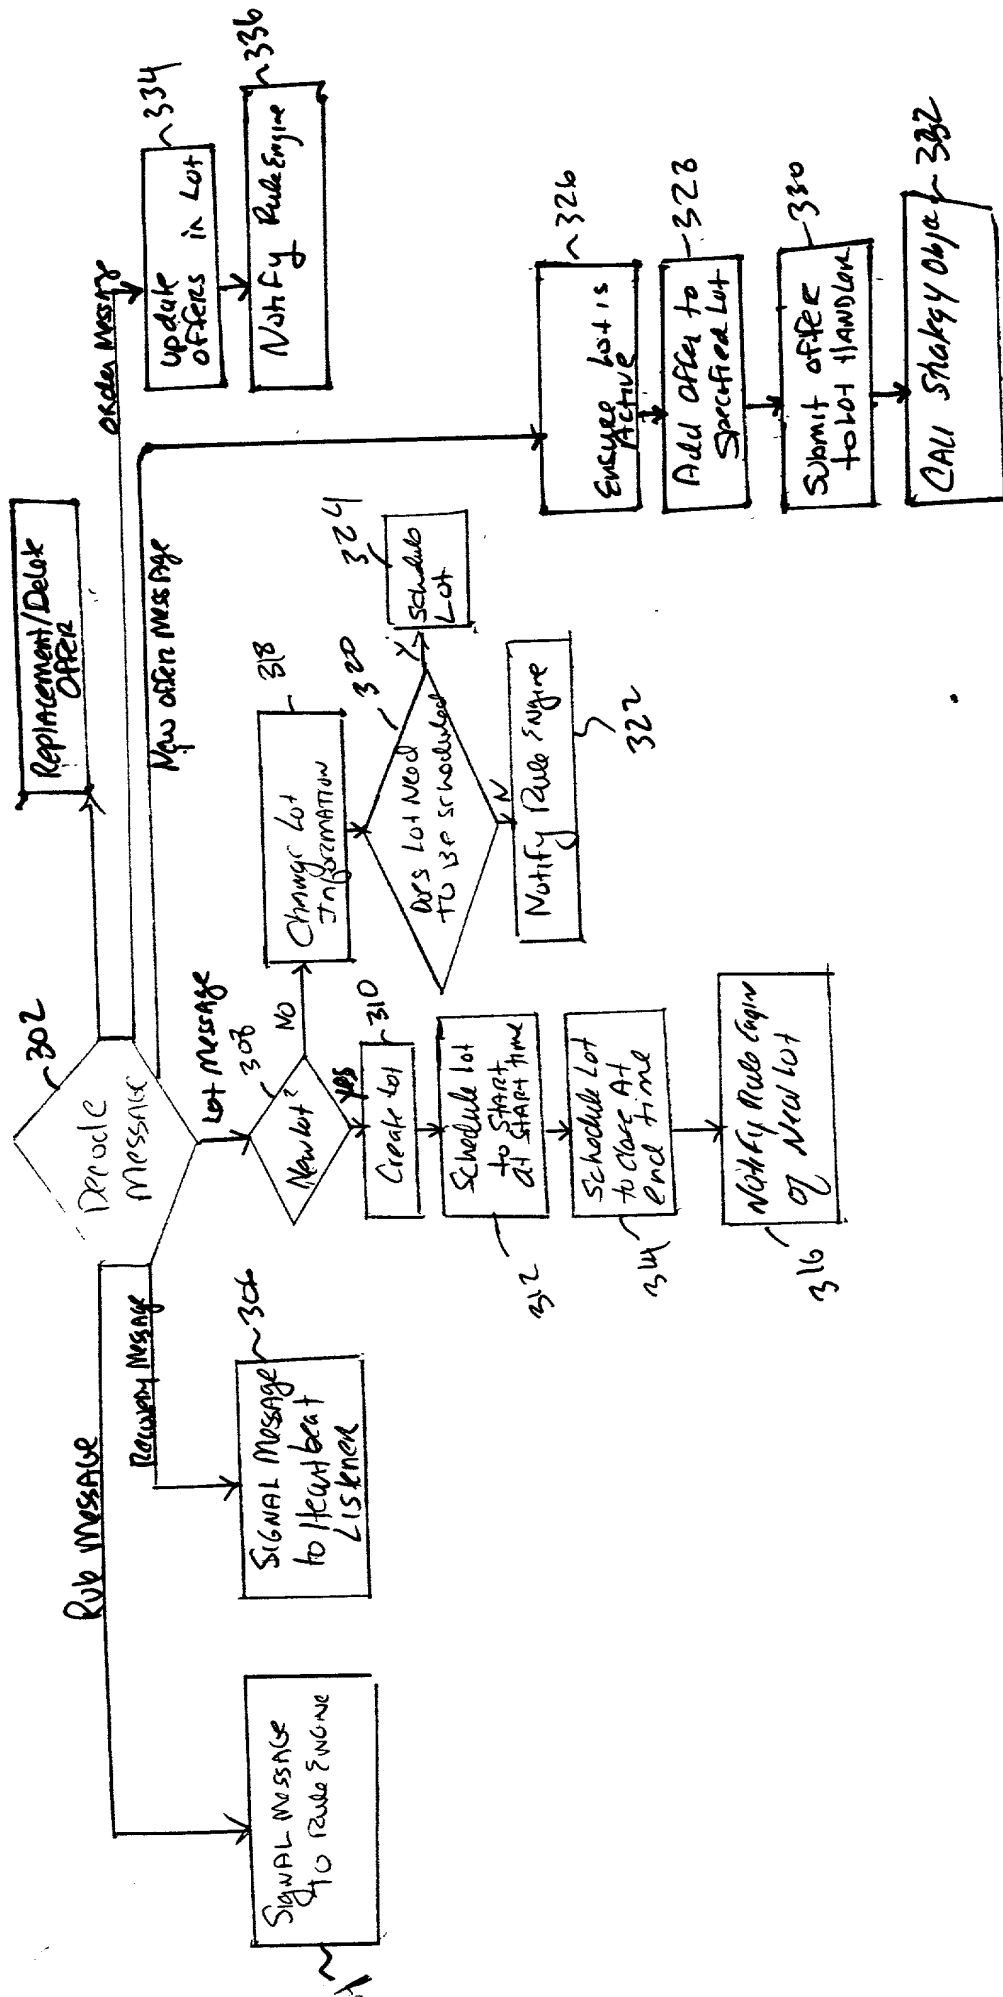 302
Decode
Message
Replacement/Delete
Offer
Order Message
334
Update
offers in Lot
336
Notify Rule Engine
New Offer Message
326
Ensure Lot is
Active
328
Add Offer to
Specified Lot
330
Submit offer
to Lot HANDLER
332
CAll Strategy
Lot Message
308
New Lot?
NO
318
Change Lot
InFORMATION
320
Does Lot Need
to Be Scheduled
Y
324
Schedule
Lot
N
Notify Rule Engine
322
Yes
310
Create Lot
Schedule Lot
to START
at START time
312
Schedule Lot
to Close At
end time
314
Notify Rule Engin
of New Lot
316
Recovery Message
306
SIGNAL MESSAGE
to Heartbeat
LISTENER
Rule Message
SIGNAL MESSAGE
TO Rule ENGINE